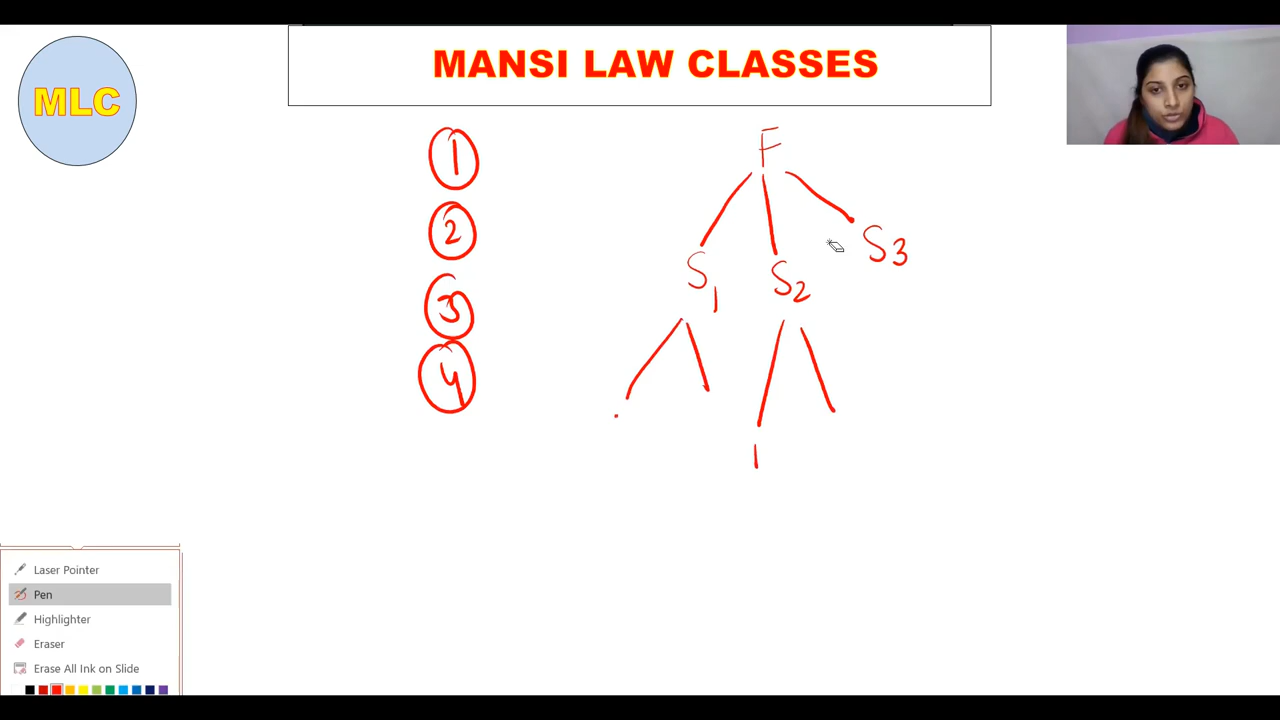 MANSI LAW CLASSES
MLC
1
2
3
4
F
S1
S2
S3
1
Laser Pointer
Pen
Highlighter
Eraser
Erase All Ink on Slide